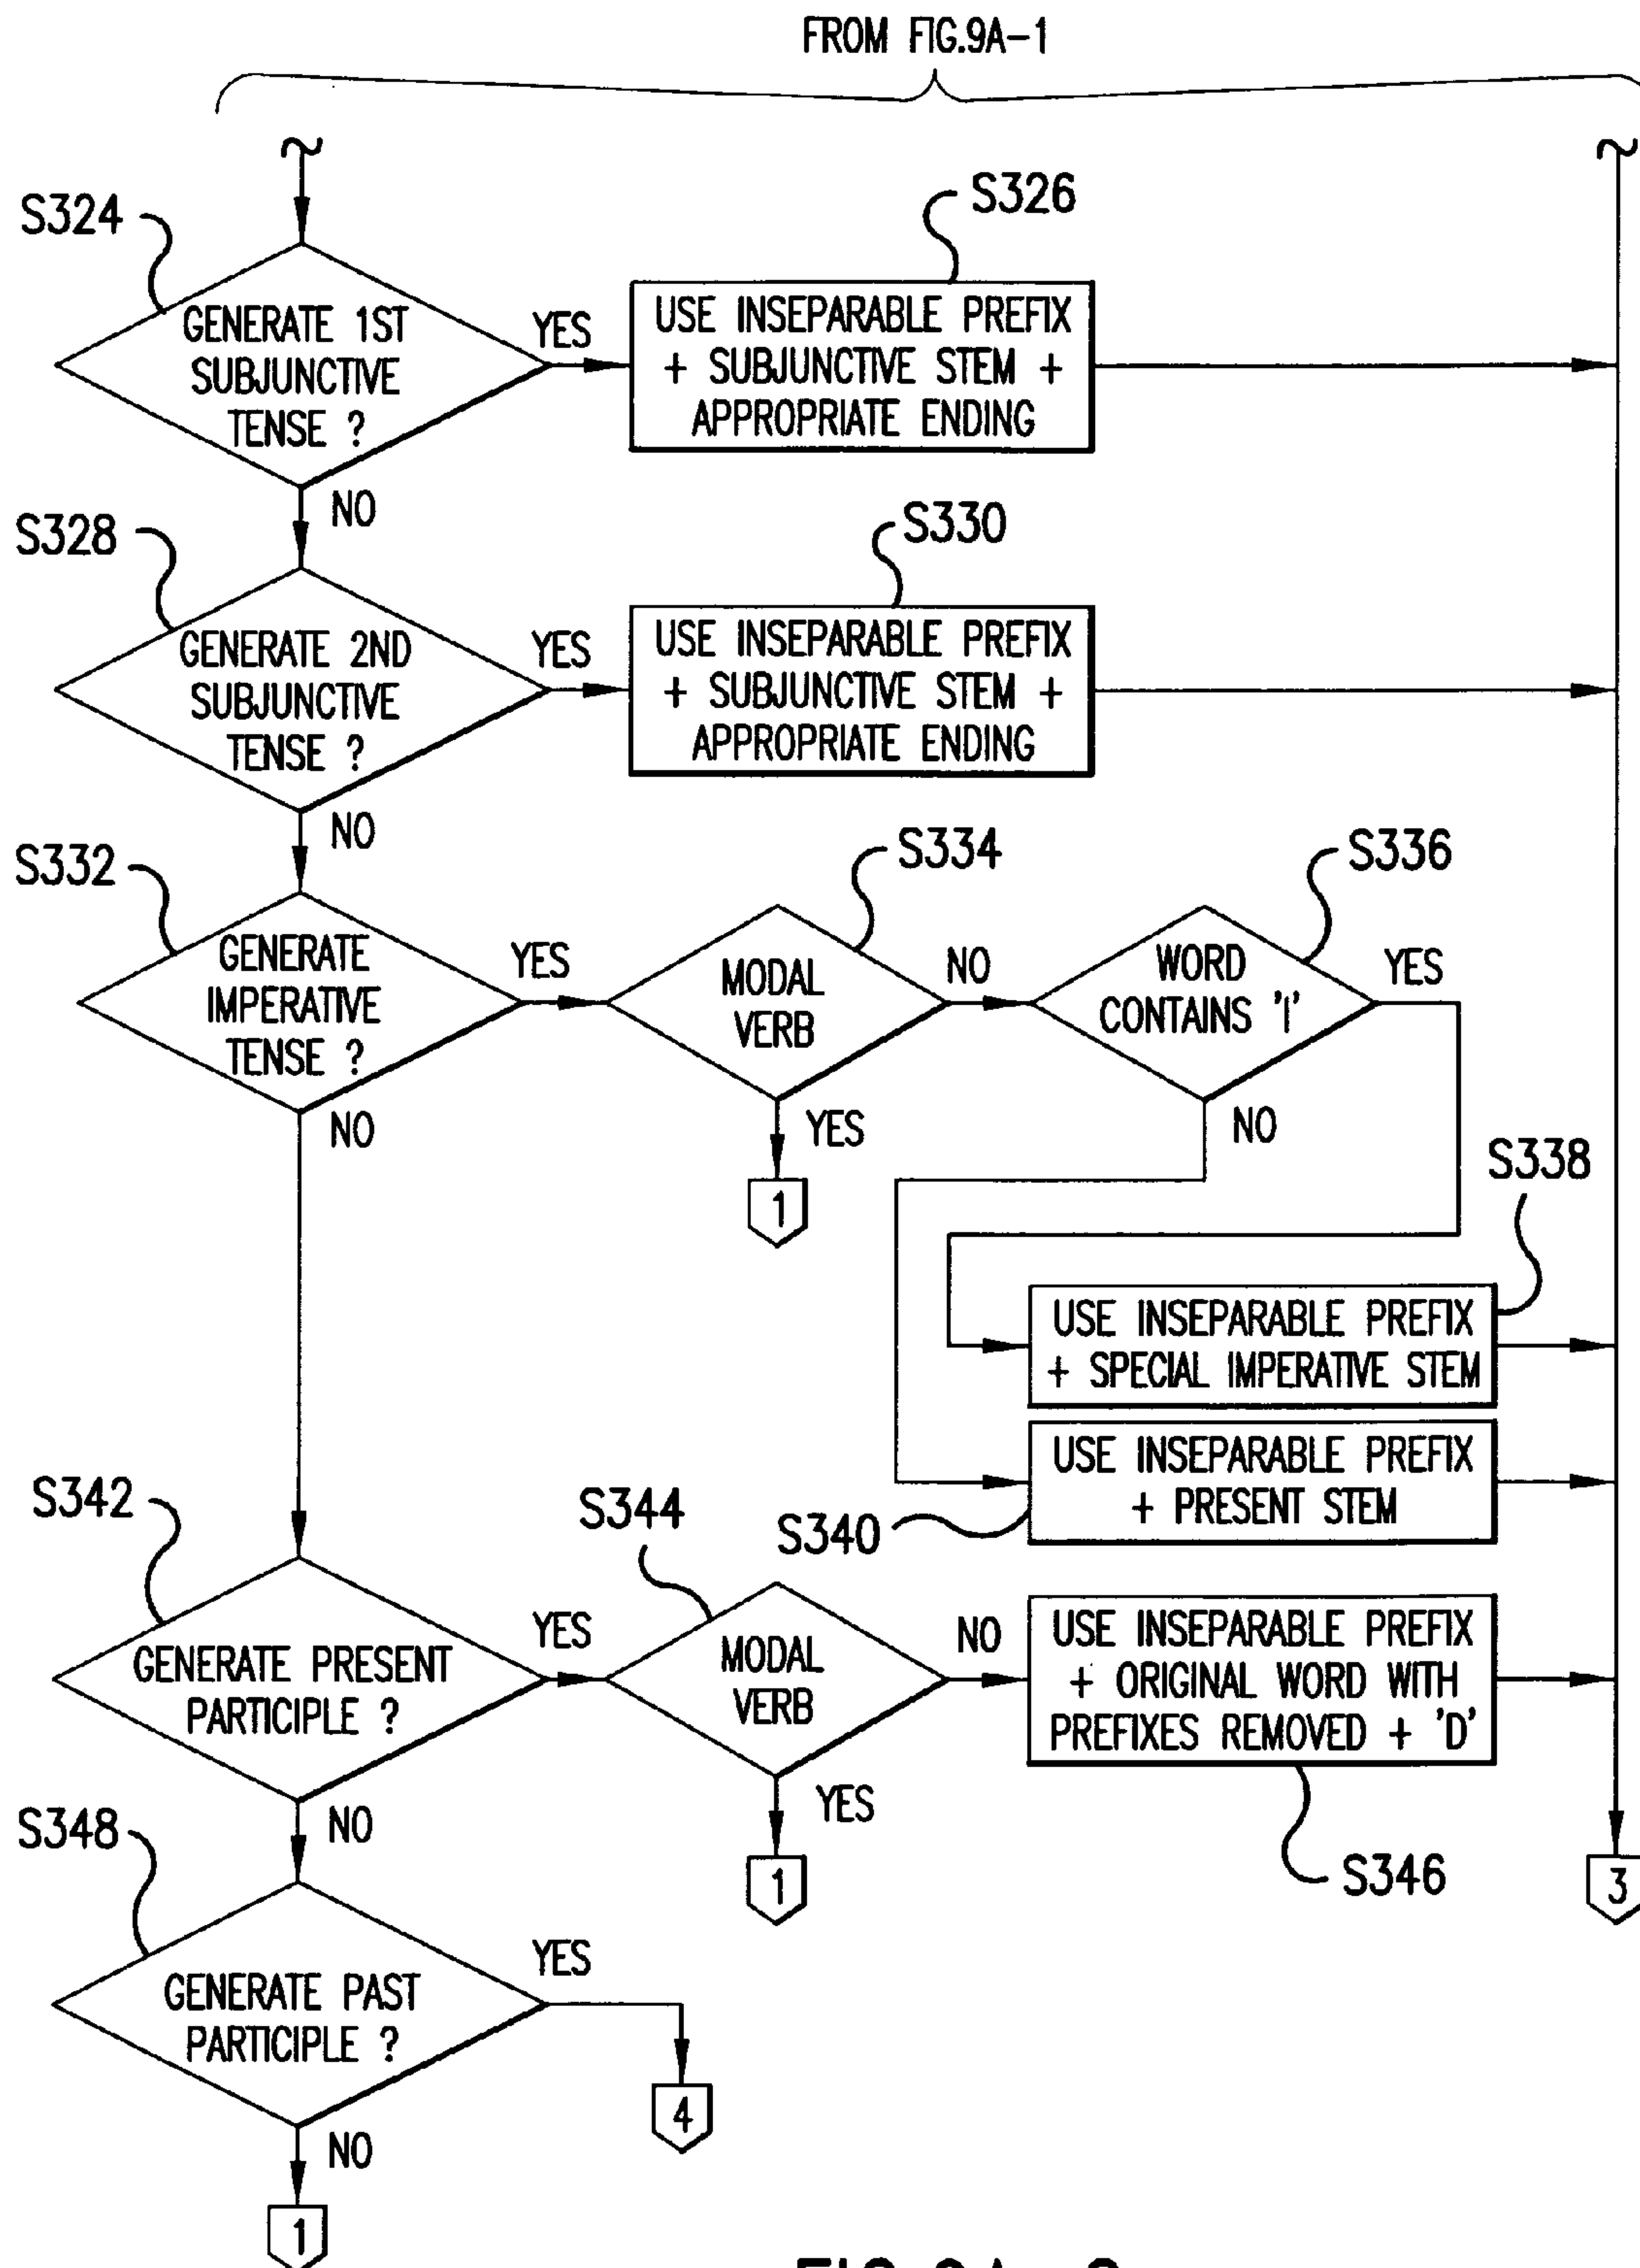 FROM FIG.9A-1
S324
GENERATE 1ST
SUBJUNCTIVE
TENSE ?
YES
NO
S326
USE INSEPARABLE PREFIX
+ SUBJUNCTIVE STEM +
APPROPRIATE ENDING
S328
GENERATE 2ND
SUBJUNCTIVE
TENSE ?
YES
NO
S330
USE INSEPARABLE PREFIX
+ SUBJUNCTIVE STEM +
APPROPRIATE ENDING
S332
GENERATE
IMPERATIVE
TENSE ?
YES
NO
S334
MODAL
VERB
NO
YES
1
S336
WORD
CONTAINS 'I'
YES
NO
S338
USE INSEPARABLE PREFIX
+ SPECIAL IMPERATIVE STEM
S340
USE INSEPARABLE PREFIX
+ PRESENT STEM
S342
GENERATE PRESENT
PARTICIPLE ?
YES
NO
S344
MODAL
VERB
NO
YES
1
USE INSEPARABLE PREFIX
+ ORIGINAL WORD WITH
PREFIXES REMOVED + 'D'
S346
3
S348
GENERATE PAST
PARTICIPLE ?
YES
4
NO
1